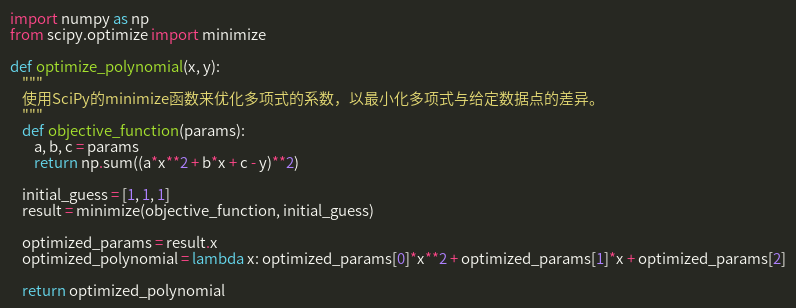 import numpy as np
from scipy.optimize import minimize

def optimize_polynomial(x, y):
    """
    使用SciPy的minimize函数来优化多项式的系数，以最小化多项式与给定数据点的差异。
    """
    def objective_function(params):
        a, b, c = params
        return np.sum((a*x**2 + b*x + c - y)**2)

    initial_guess = [1, 1, 1]
    result = minimize(objective_function, initial_guess)

    optimized_params = result.x
    optimized_polynomial = lambda x: optimized_params[0]*x**2 + optimized_params[1]*x + optimized_params[2]

    return optimized_polynomial